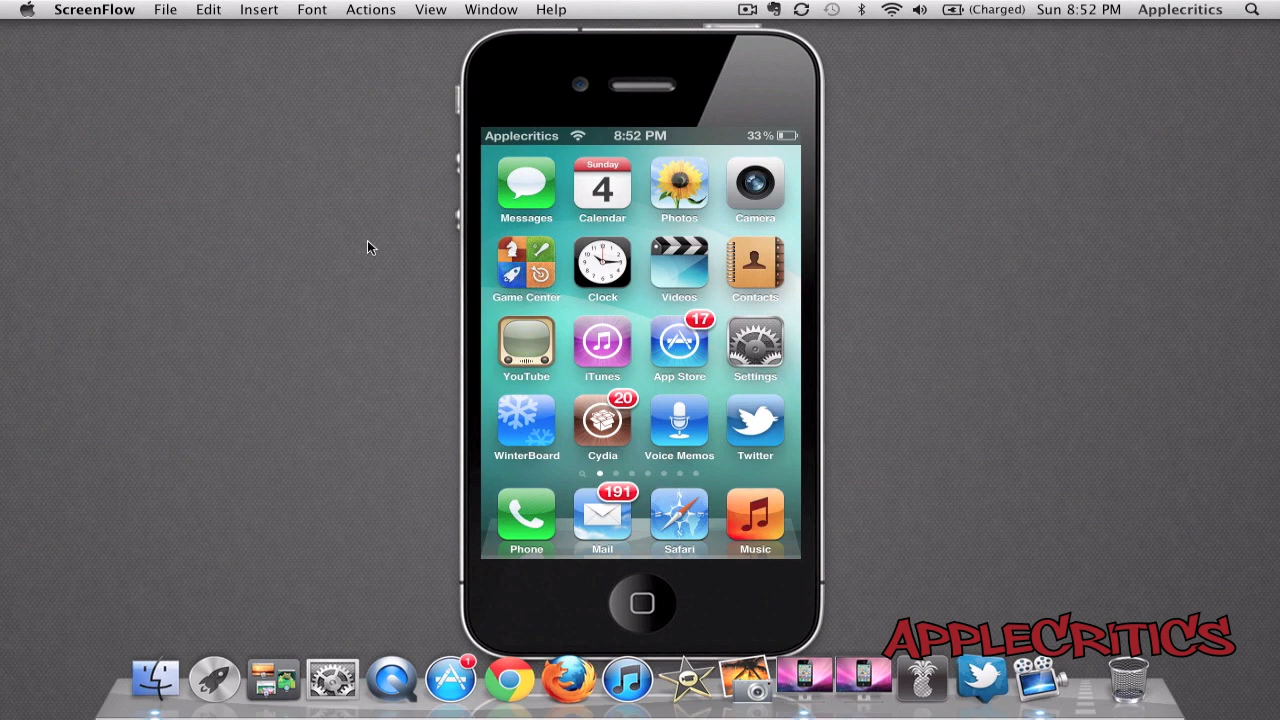 ScreenFlow File Edit Insert Font Actions View Window Help (Charged) Sun 8:52 PM Applecritics
Applecritics 8:52 PM 33 %
Sunday
4
Messages Calendar Photos Camera
Game Center Clock Videos Contacts
17
YouTube iTunes App Store Settings
20
WinterBoard Cydia Voice Memos Twitter
191
Phone Mail Safari Music
APPLECRITICS
1